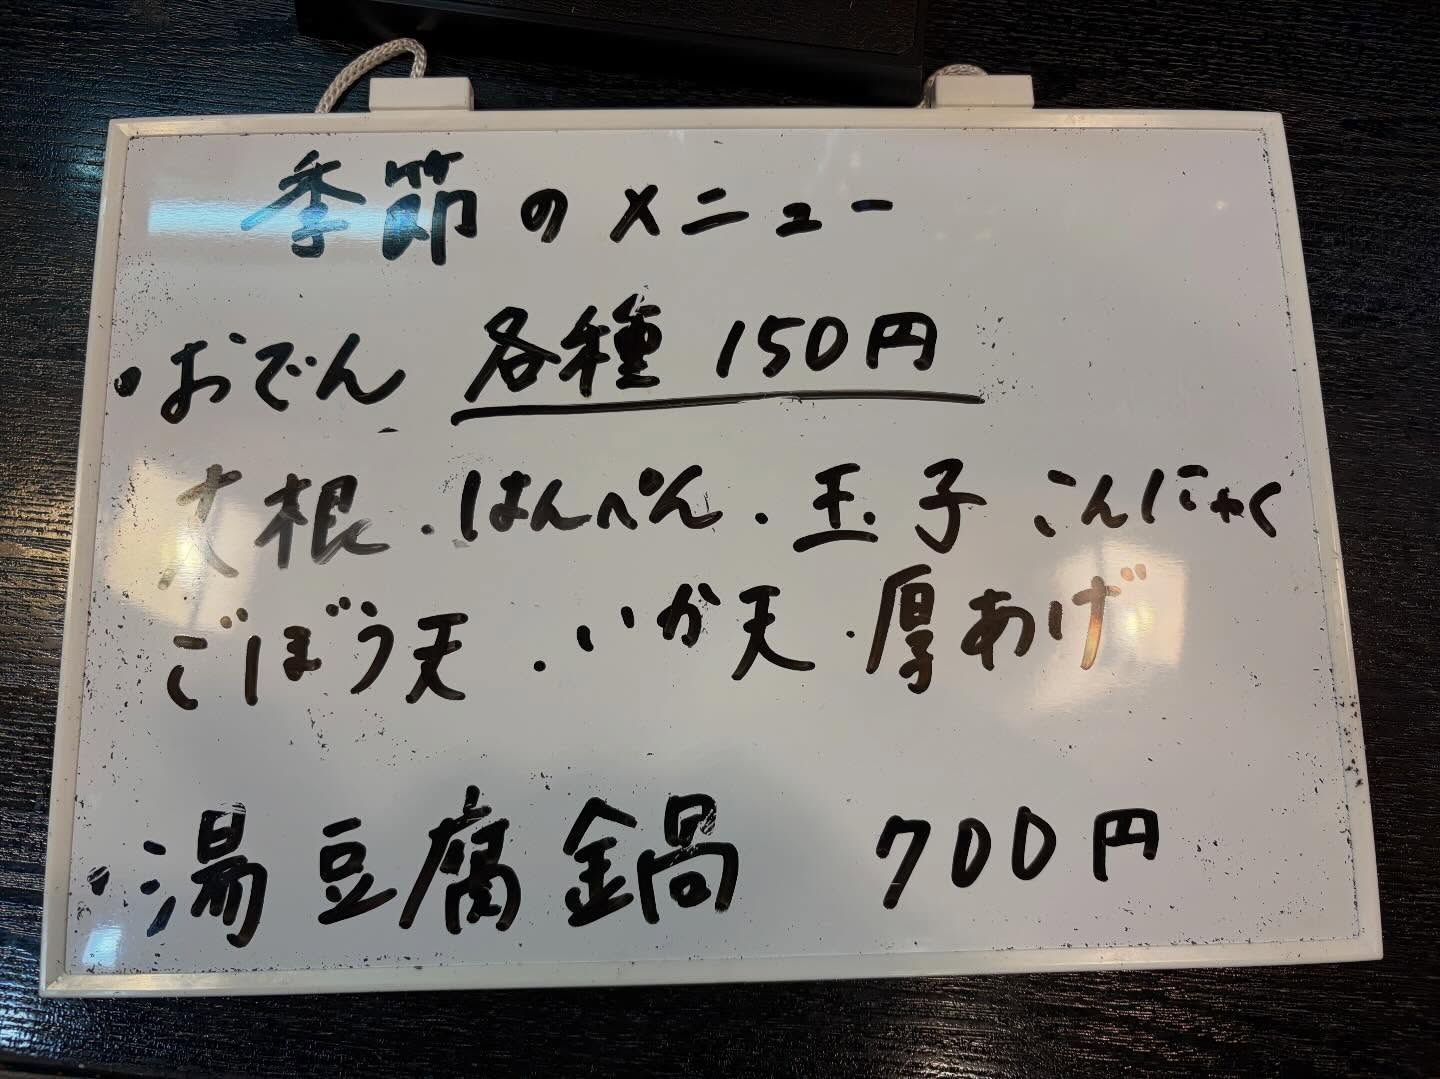 季節のメニュー
・おでん 各種 150円
大根・はんぺん・玉子 こんにゃく
ごぼう天・いか天・厚あげ
・湯豆腐鍋 700円